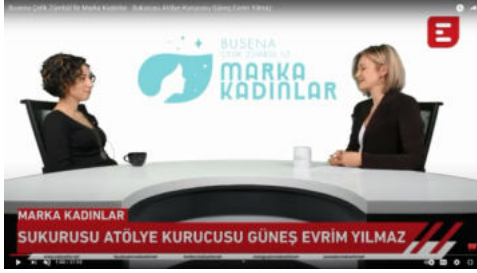 Busena Çelik Zümbül ile Marka Kadınlar - Sukurusu Atölye Kurucusu Güneş Evrim Yılmaz
E
BUSENA
ÇELİK ZÜMBÜL İLE
MARKA
KADINLAR
MARKA KADINLAR
SUKURUSU ATÖLYE KURUCUSU GÜNEŞ EVRİM YILMAZ